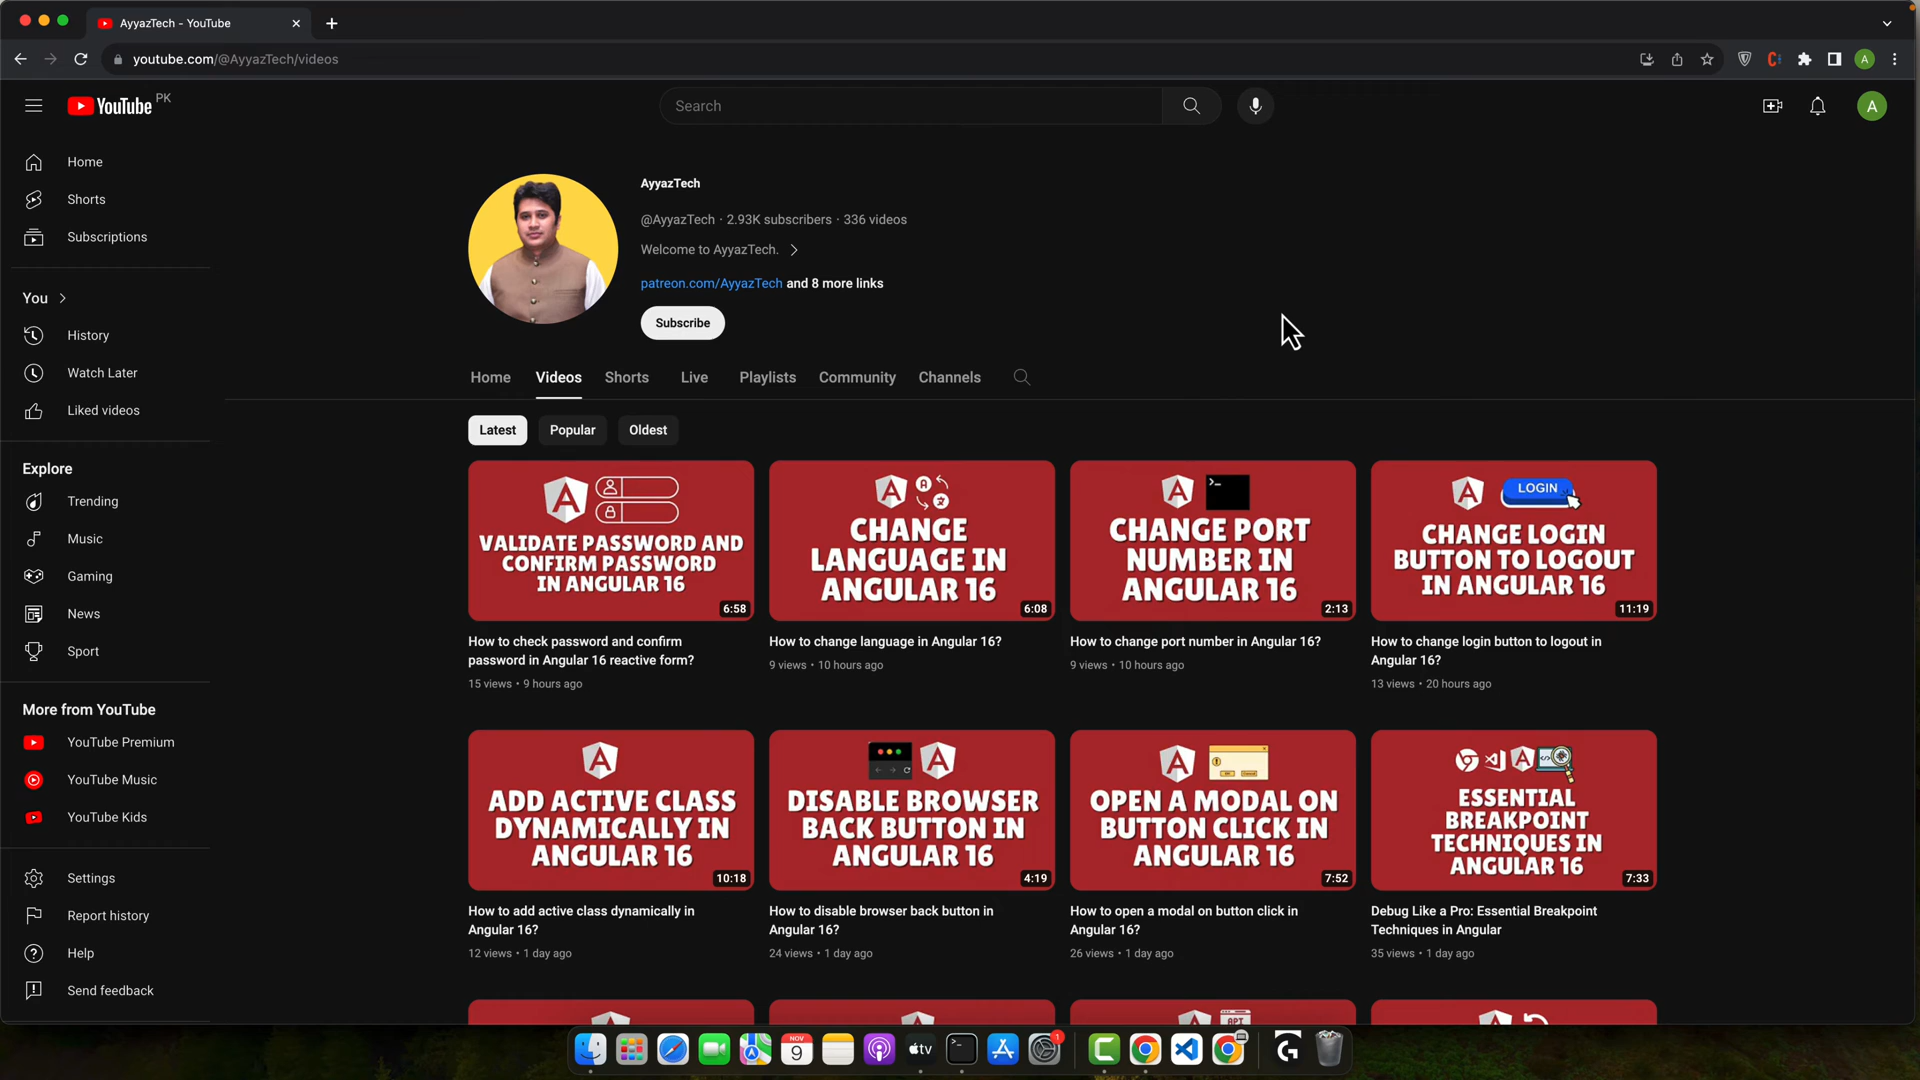 AyyazTech - YouTube
youtube.com/@AyyazTech/videos
A
YouTube PK
Search
A
Home
Shorts
Subscriptions
You
History
Watch Later
Liked videos
Explore
Trending
Music
Gaming
News
Sport
More from YouTube
YouTube Premium
YouTube Music
YouTube Kids
Settings
Report history
Help
Send feedback
AyyazTech
@AyyazTech · 2.93K subscribers · 336 videos
Welcome to AyyazTech.
patreon.com/AyyazTech and 8 more links
Subscribe
Home Videos Shorts Live Playlists Community Channels
Latest Popular Oldest
VALIDATE PASSWORD AND
CONFIRM PASSWORD
IN ANGULAR 16
6:58
How to check password and confirm
password in Angular 16 reactive form?
15 views • 9 hours ago
CHANGE
LANGUAGE IN
ANGULAR 16
6:08
How to change language in Angular 16?
9 views • 10 hours ago
CHANGE PORT
NUMBER IN
ANGULAR 16
2:13
How to change port number in Angular 16?
9 views • 10 hours ago
LOGIN
CHANGE LOGIN
BUTTON TO LOGOUT
IN ANGULAR 16
11:19
How to change login button to logout in
Angular 16?
13 views • 20 hours ago
ADD ACTIVE CLASS
DYNAMICALLY IN
ANGULAR 16
10:18
How to add active class dynamically in
Angular 16?
12 views • 1 day ago
DISABLE BROWSER
BACK BUTTON IN
ANGULAR 16
4:19
How to disable browser back button in
Angular 16?
24 views • 1 day ago
OPEN A MODAL ON
BUTTON CLICK IN
ANGULAR 16
7:52
How to open a modal on button click in
Angular 16?
26 views • 1 day ago
ESSENTIAL
BREAKPOINT
TECHNIQUES IN
ANGULAR 16
7:33
Debug Like a Pro: Essential Breakpoint
Techniques in Angular
35 views • 1 day ago
API
NOV
9
tv
1